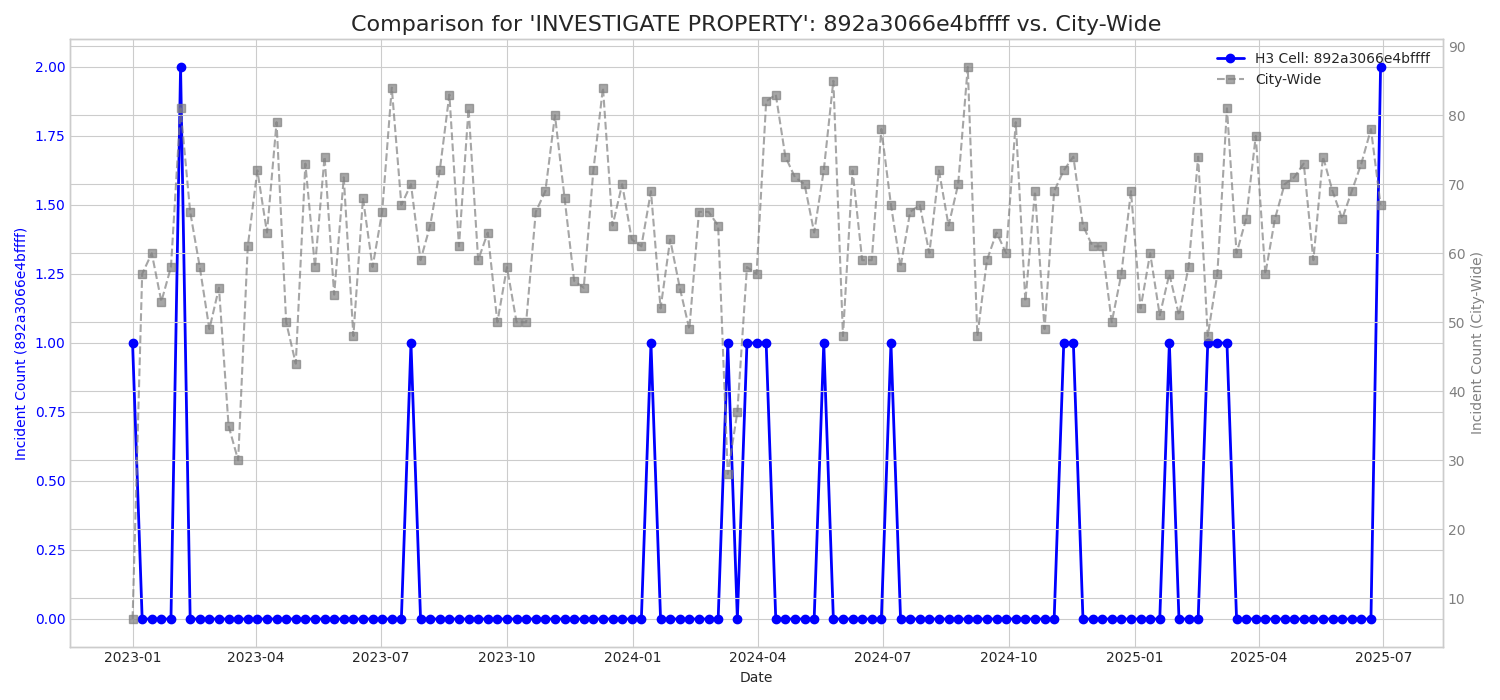 Comparison for 'INVESTIGATE PROPERTY': 892a3066e4bffff vs. City-Wide
H3 Cell: 892a3066e4bffff
City-Wide
Incident Count (892a3066e4bffff)
2.00
1.75
1.50
1.25
1.00
0.75
0.50
0.25
0.00
90
80
70
60
50
40
30
20
10
Incident Count (City-Wide)
2023-01 2023-04 2023-07 2023-10 2024-01 2024-04 2024-07 2024-10 2025-01 2025-04 2025-07
Date